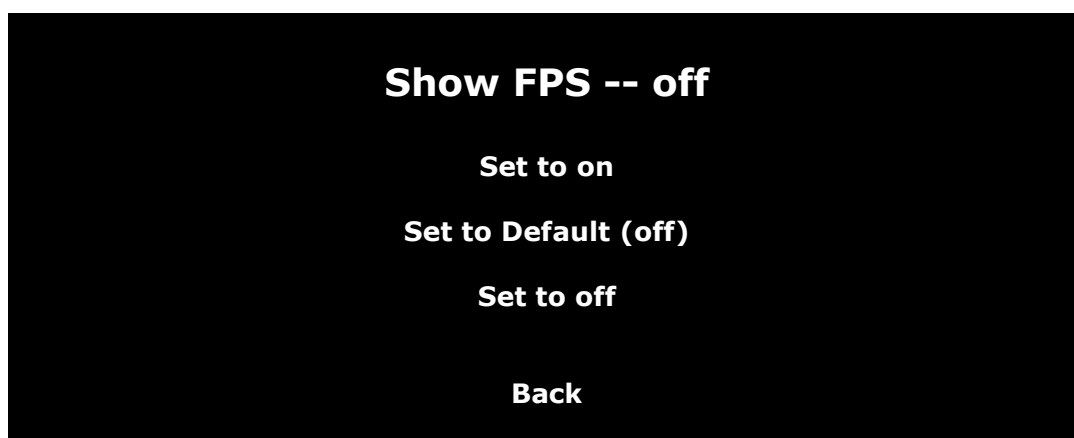 Show FPS -- off
Set to on
Set to Default (off)
Set to off
Back